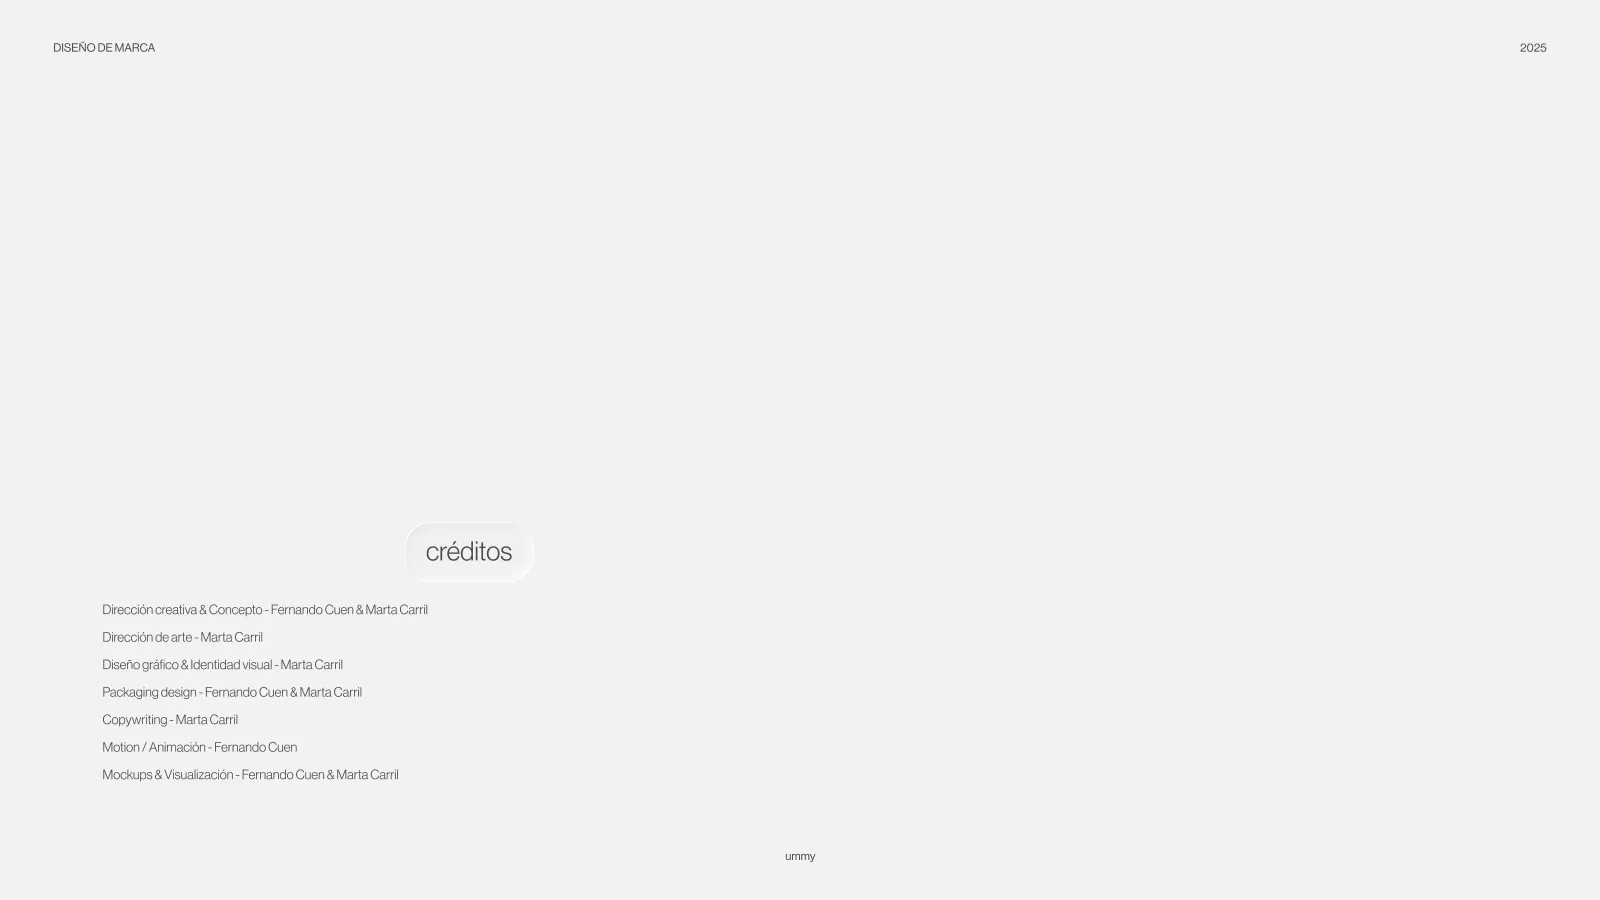 DISEÑO DE MARCA
2025
créditos
Dirección creativa & Concepto - Fernando Cuen & Marta Carril
Dirección de arte - Marta Carril
Diseño gráfico & Identidad visual - Marta Carril
Packaging design - Fernando Cuen & Marta Carril
Copywriting - Marta Carril
Motion / Animación - Fernando Cuen
Mockups & Visualización - Fernando Cuen & Marta Carril
ummy